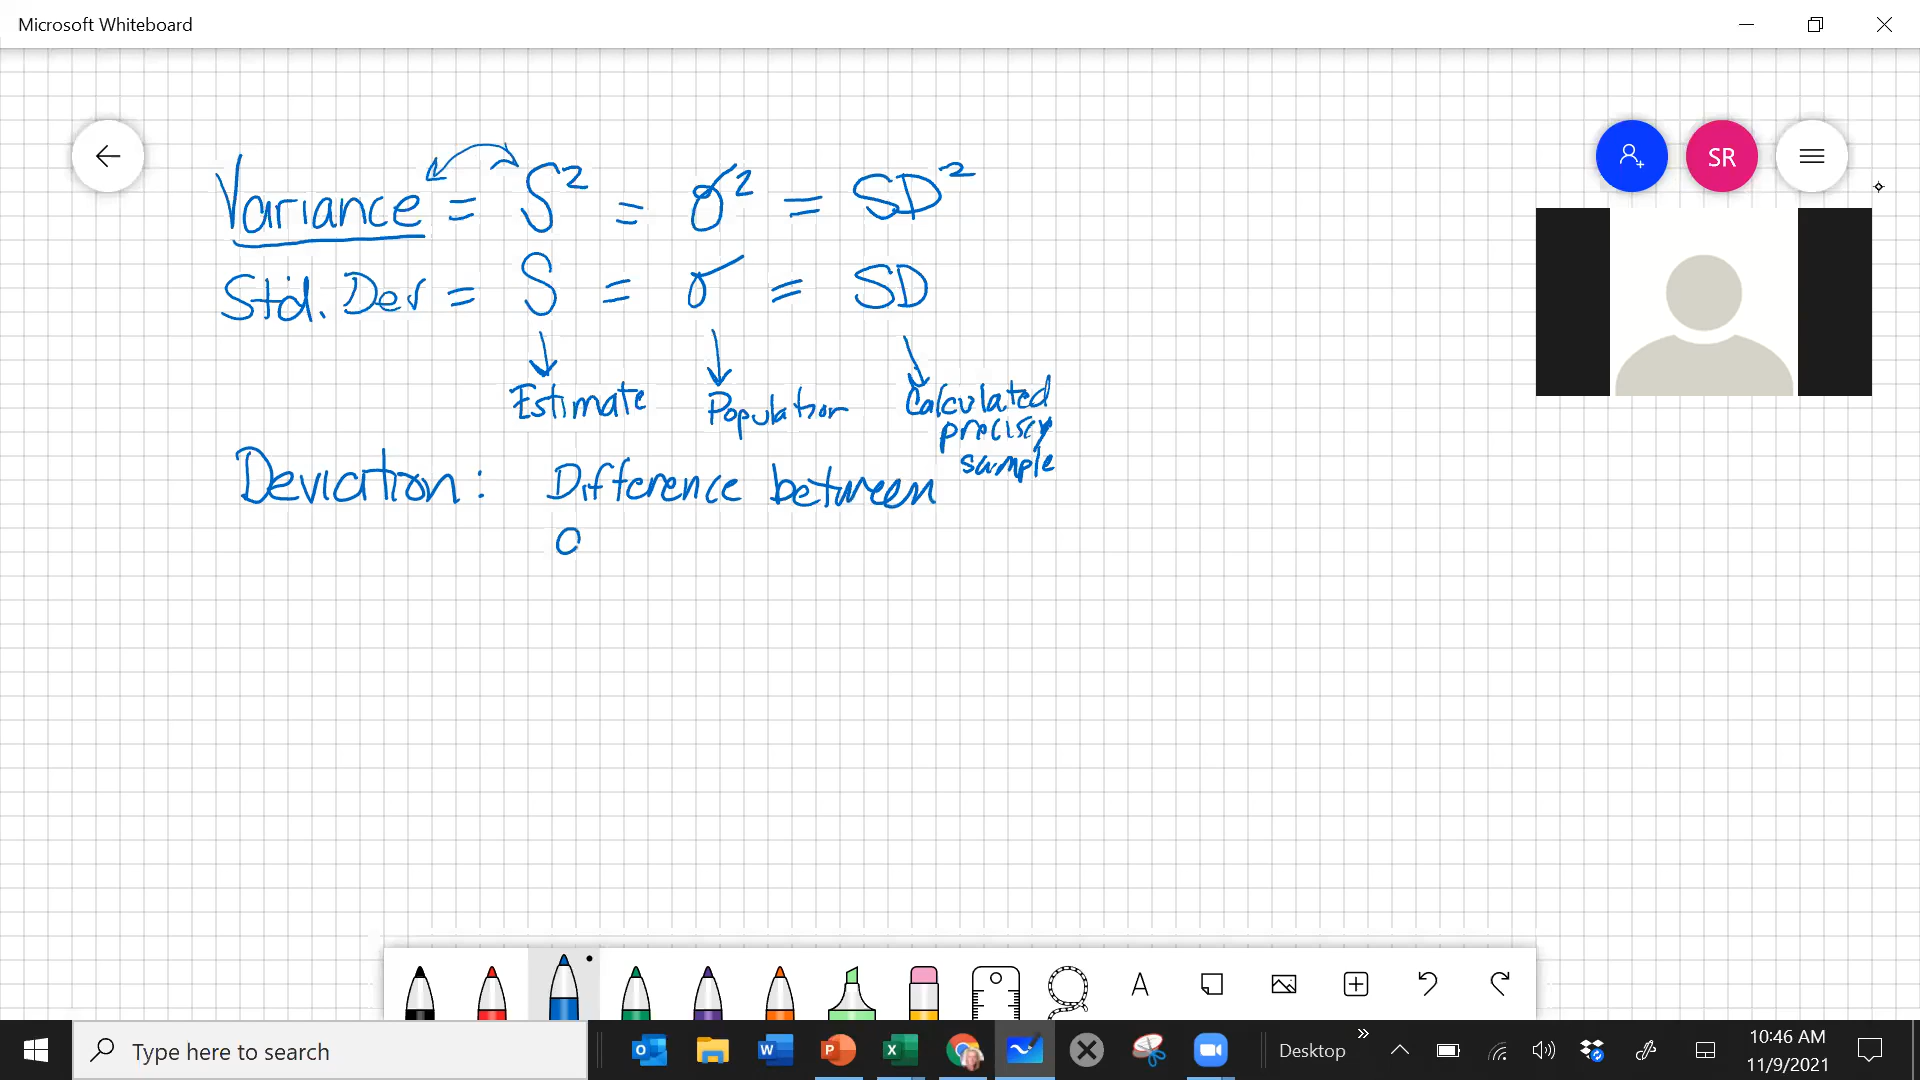 Microsoft Whiteboard
Variance = S² = σ² = SD²
Std. Dev = S = σ = SD
Estimate Population Calculated
sample
Deviation: Difference between
O
SR
A
Type here to search
Desktop
10:46 AM
11/9/2021